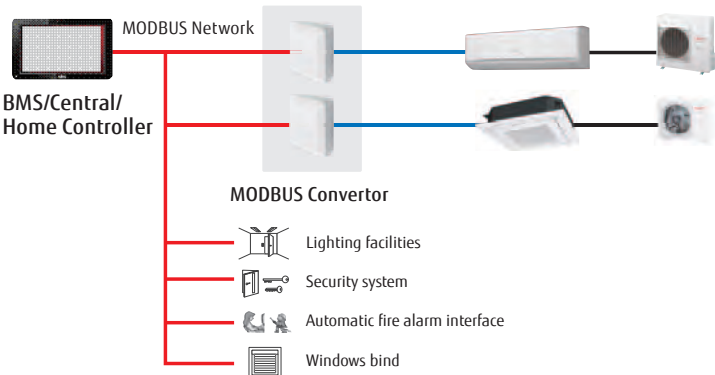 MODBUS Network
BMS/Central/
Home Controller
MODBUS Convertor
Lighting facilities
Security system
Automatic fire alarm interface
Windows bind